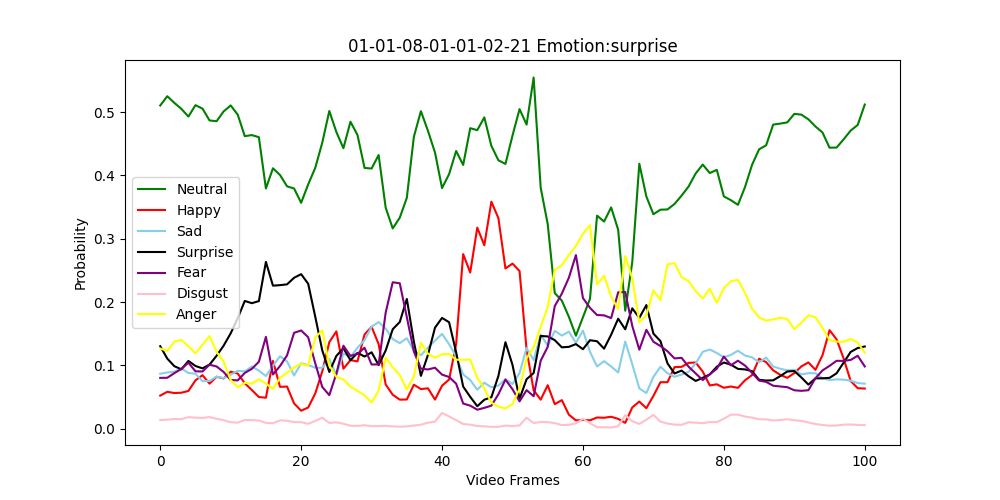 01-01-08-01-01-02-21 Emotion:surprise
Probability
0.5
0.4
0.3
0.2
0.1
0.0
Neutral
Happy
Sad
Surprise
Fear
Disgust
Anger
0 20 40 60 80 100
Video Frames